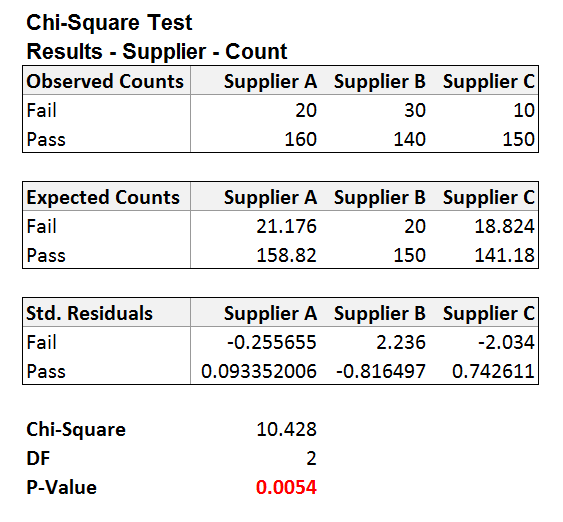 Chi-Square Test
Results - Supplier - Count
Observed Counts Supplier A Supplier B Supplier C
Fail 20 30 10
Pass 160 140 150
Expected Counts Supplier A Supplier B Supplier C
Fail 21.176 20 18.824
Pass 158.82 150 141.18
Std. Residuals Supplier A Supplier B Supplier C
Fail -0.255655 2.236 -2.034
Pass 0.093352006 -0.816497 0.742611
Chi-Square 10.428
DF 2
P-Value 0.0054